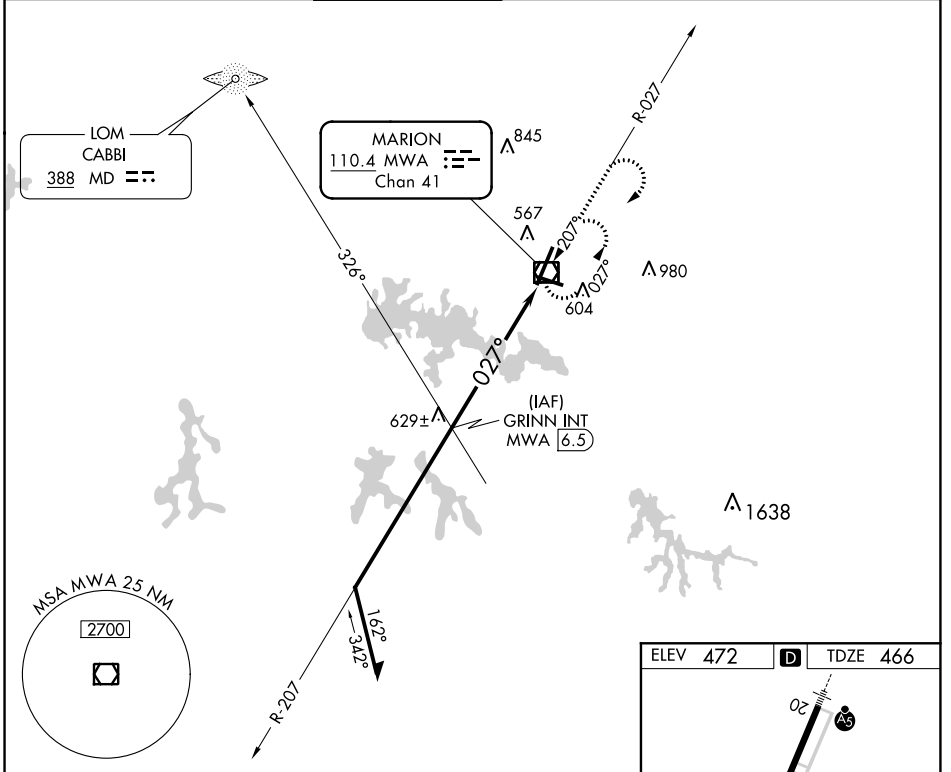 LOM
CABBI
388 MD
MARION
110.4 MWA
Chan 41
845
R-027
567
207°
980
027°
604
326°
027°
629±
(IAF)
GRINN INT
MWA 6.5
1638
MSA MWA 25 NM
2700
162°
342°
R-207
ELEV 472 D TDZE 466
20
A5